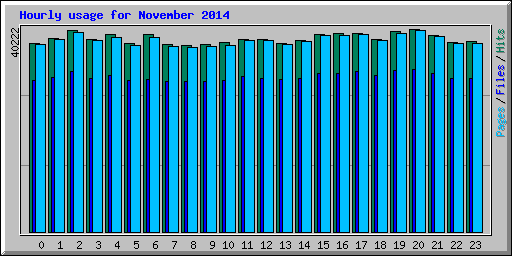 Hourly usage for November 2014
40222
Pages / Files / Hits
0 1 2 3 4 5 6 7 8 9 10 11 12 13 14 15 16 17 18 19 20 21 22 23